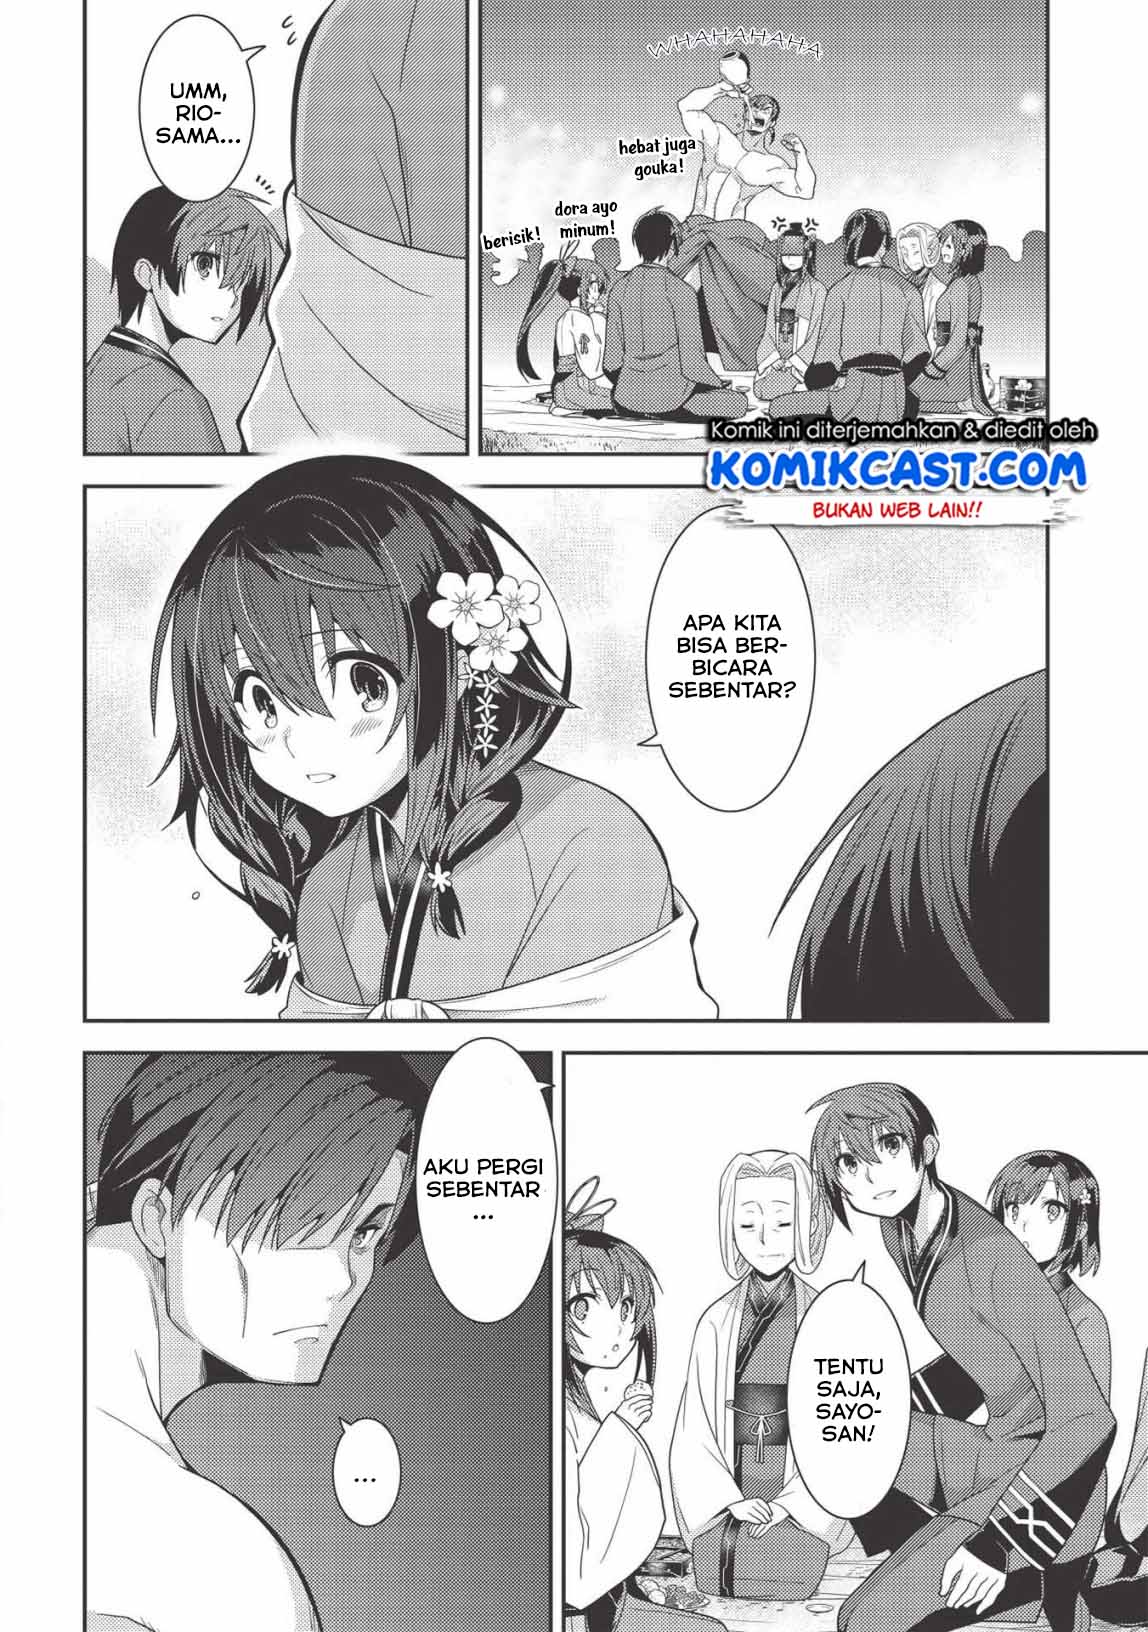 WHAHAHAHAHA
hebat juga
gouka!
dora ayo
minum!
berisik!
UMM,
RIO-
SAMA...
Komik ini diterjemahkan & diedit oleh
KOMIKCAST.COM
BUKAN WEB LAIN!!
APA KITA
BISA BER-
BICARA
SEBENTAR?
TENTU
SAJA,
SAYO-
SAN!
AKU PERGI
SEBENTAR
...
...